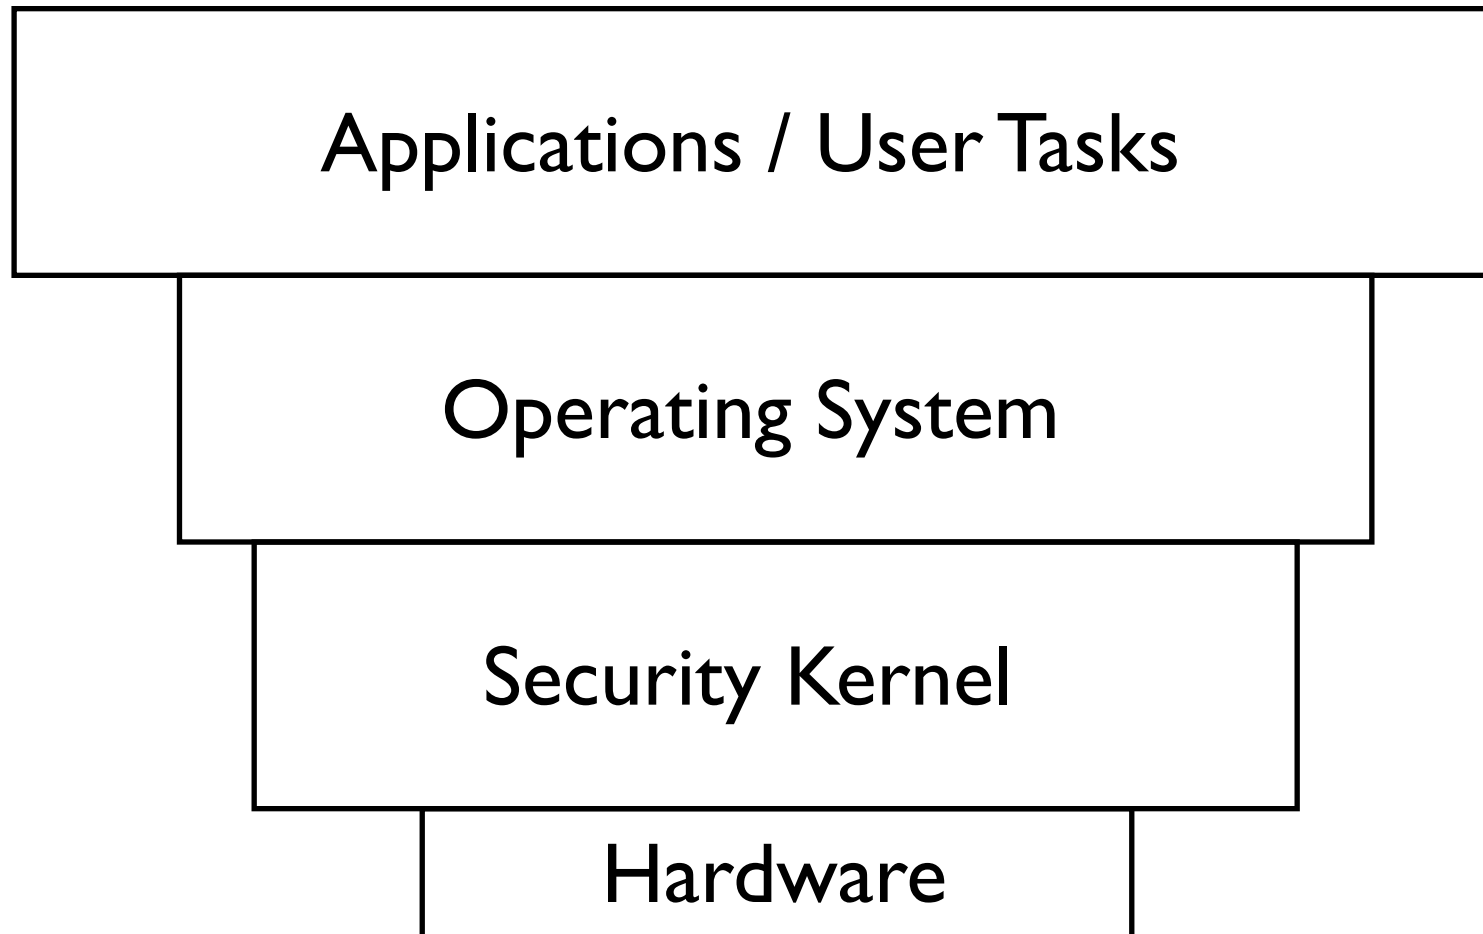 Applications / User Tasks
Operating System
Security Kernel
Hardware